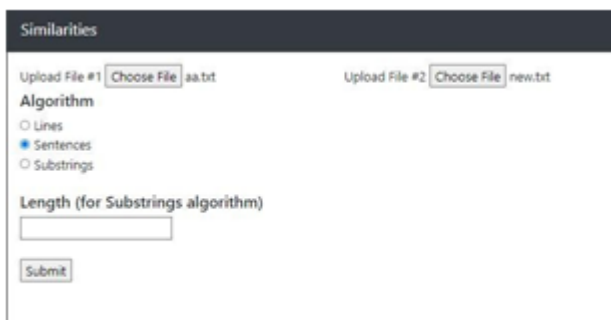 Similarities
Upload File #1 Choose File aa.txt Upload File #2 Choose File new.txt
Algorithm
Lines
Sentences
Substrings
Length (for Substrings algorithm)
Submit